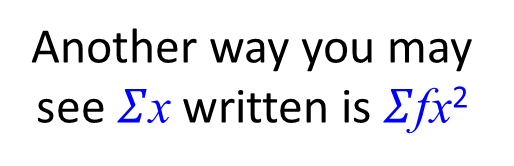 Another way you may
see Σx written is Σfx²